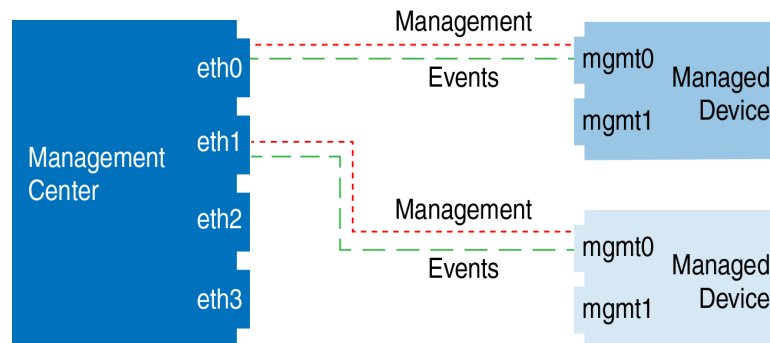 Management
eth0
mgmt0
Managed
Device
Events
mgmt1
eth1
Management
Center
Management
eth2
mgmt0
Managed
Device
Events
eth3
mgmt1